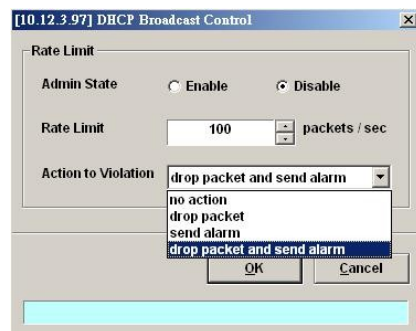 [10.12.3.97] DHCP Broadcast Control
Rate Limit
Admin State Enable Disable
Rate Limit 100 packets / sec
Action to Violation drop packet and send alarm
no action
drop packet
send alarm
drop packet and send alarm
OK Cancel